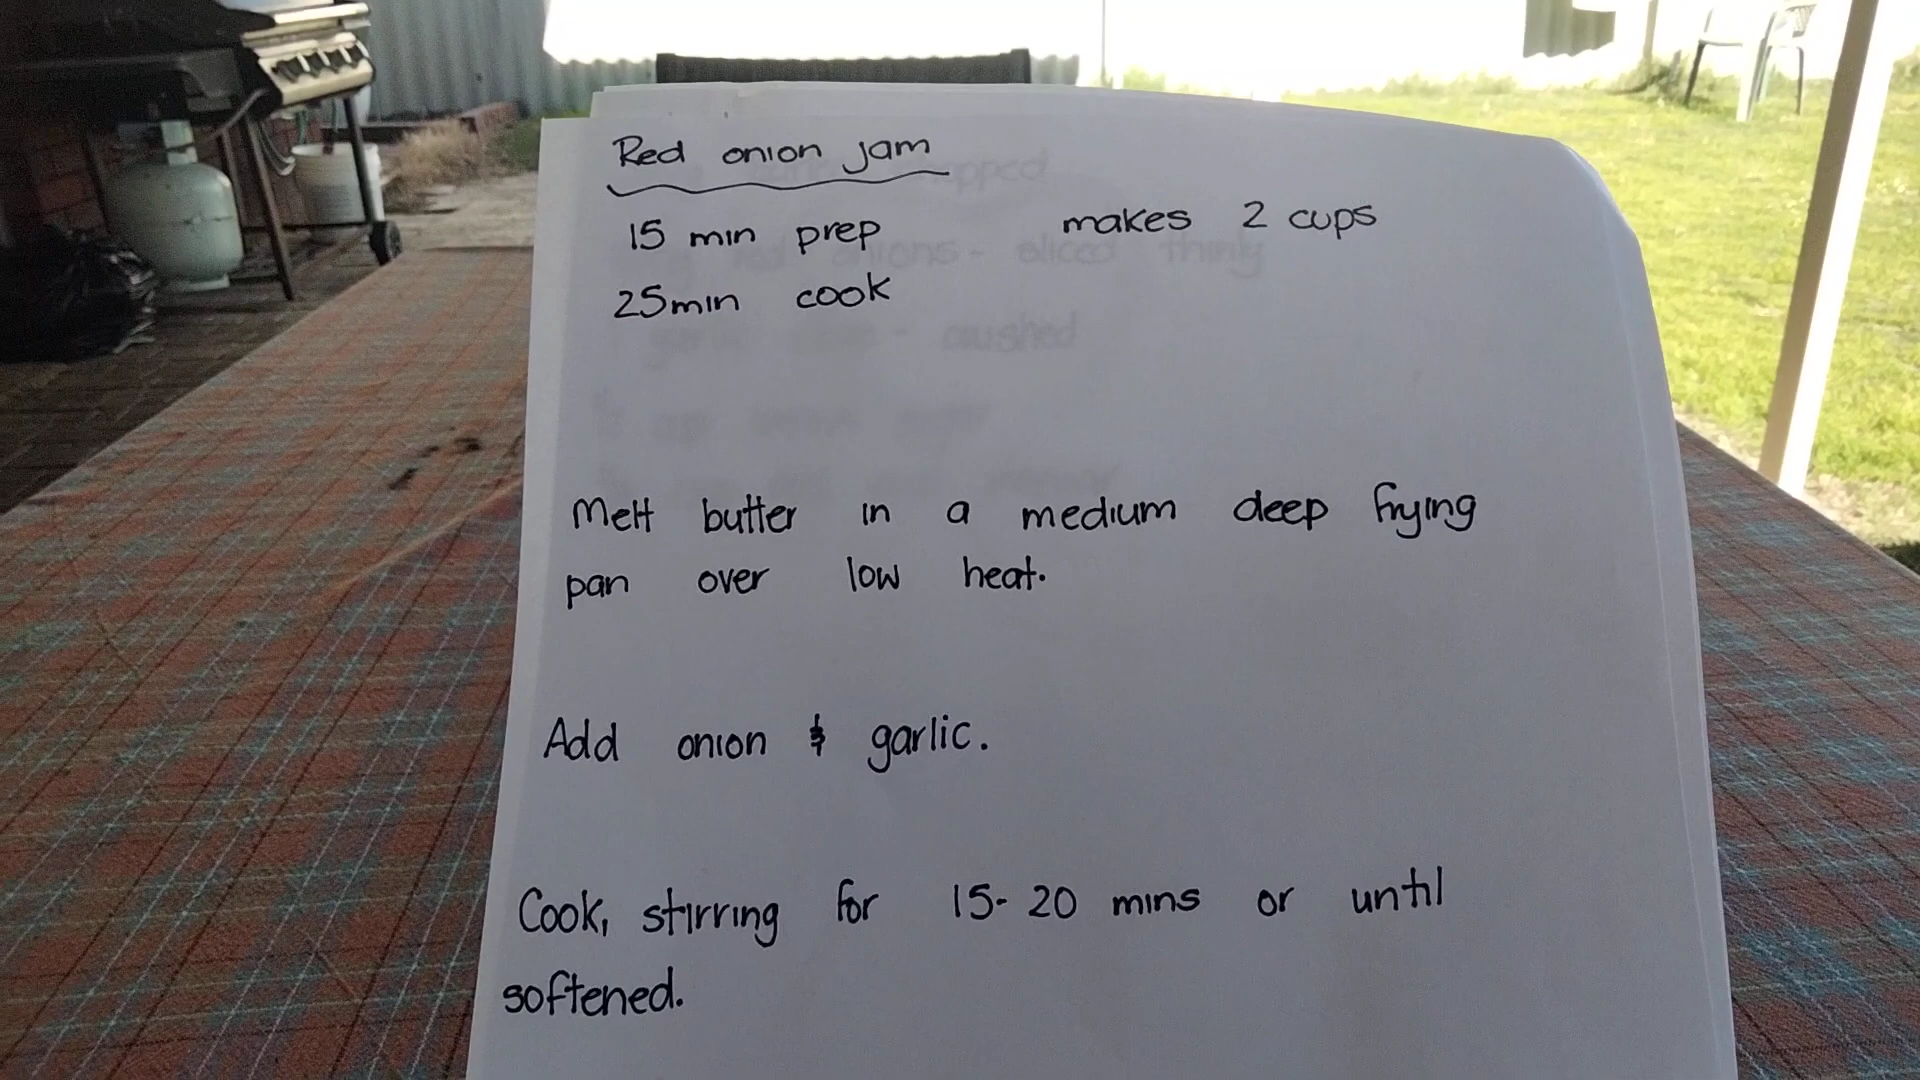 Red onion jam
15 min prep makes 2 cups
25min cook
Melt butter in a medium deep frying
pan over low heat.
Add onion & garlic.
Cook, stirring for 15-20 mins or until
softened.